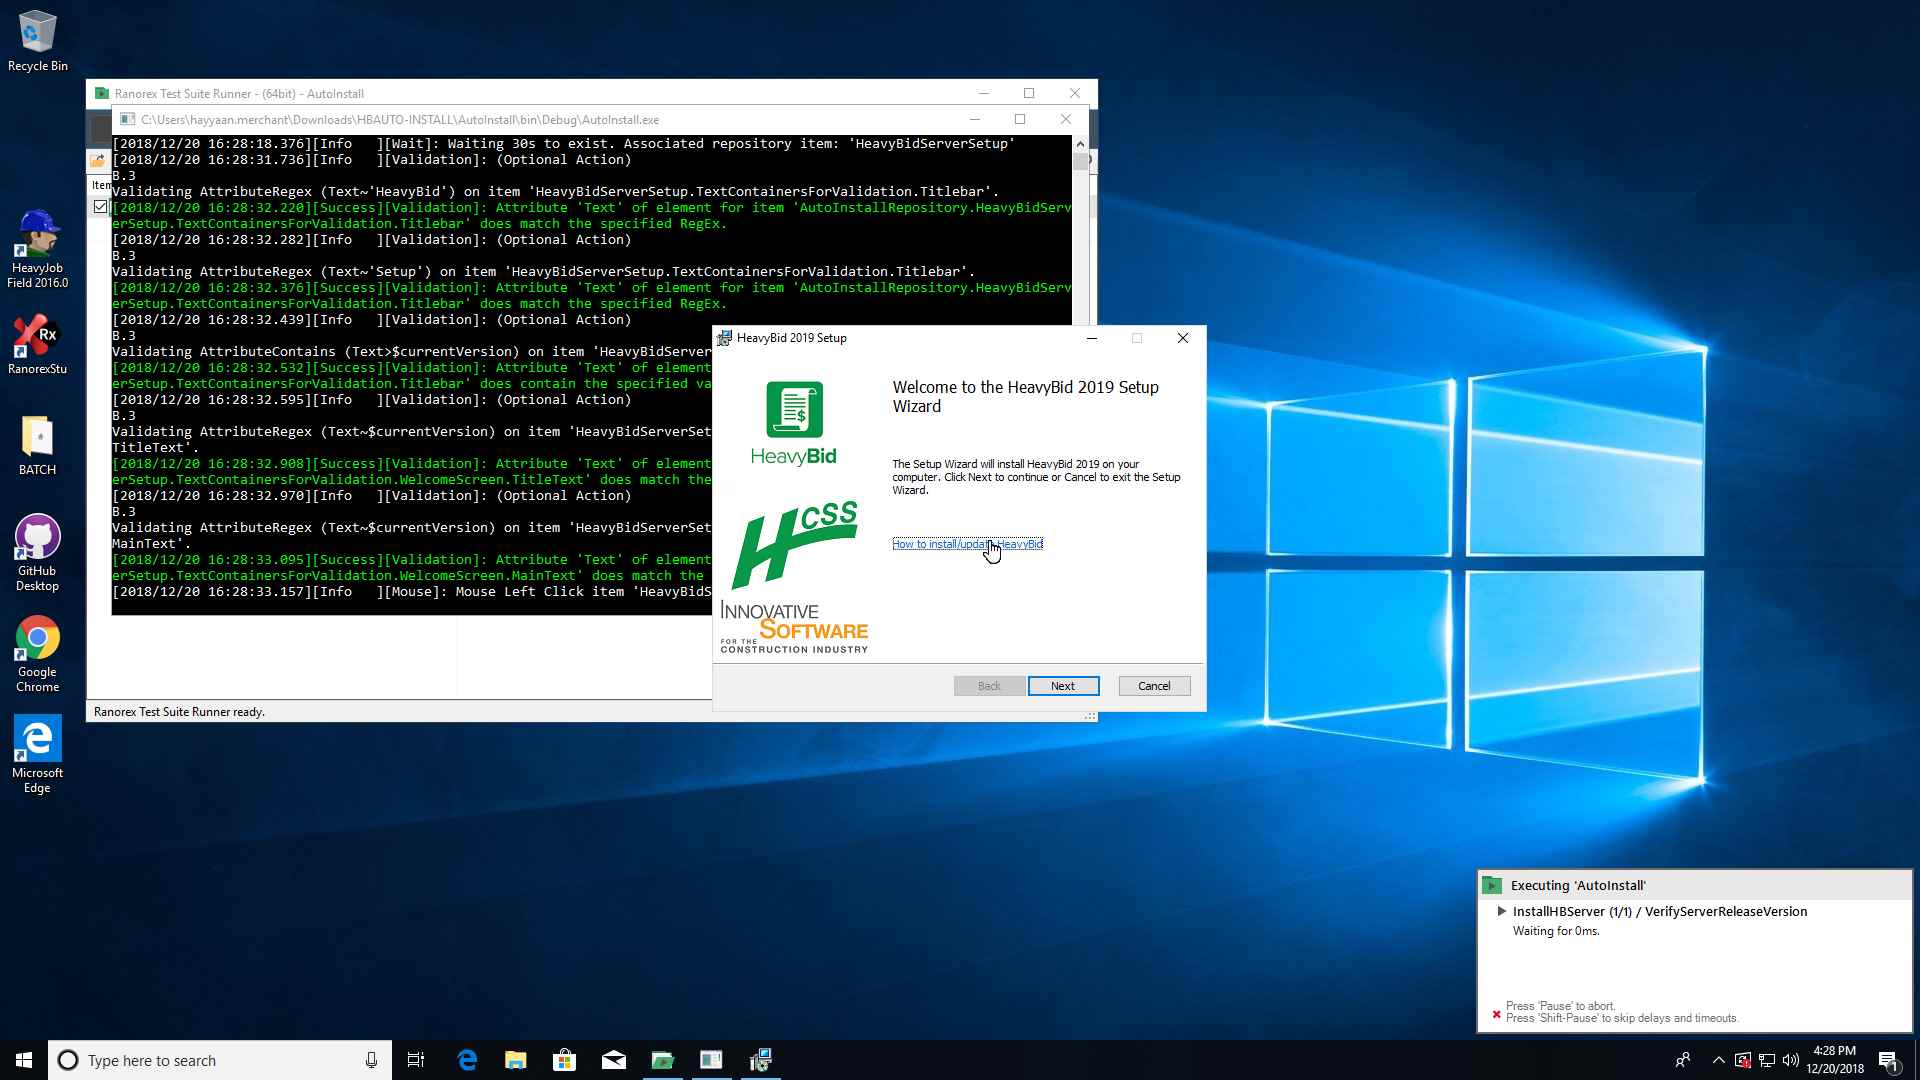 Recycle Bin
HeavyJob
Field 2016.0
RanorexStu
BATCH
GitHub
Desktop
Google
Chrome
Microsoft
Edge
Ranorex Test Suite Runner - (64bit) - AutoInstall
C:\Users\hayyaan.merchant\Downloads\HBAUTO-INSTALL\AutoInstall\bin\Debug\AutoInstall.exe
Item
[2018/12/20 16:28:18.376][Info   ][Wait]: Waiting 30s to exist. Associated repository item: 'HeavyBidServerSetup'
[2018/12/20 16:28:31.736][Info   ][Validation]: (Optional Action)
B.3
Validating AttributeRegex (Text~'HeavyBid') on item 'HeavyBidServerSetup.TextContainersForValidation.Titlebar'.
[2018/12/20 16:28:32.220][Success][Validation]: Attribute 'Text' of element for item 'AutoInstallRepository.HeavyBidServ
erSetup.TextContainersForValidation.Titlebar' does match the specified RegEx.
[2018/12/20 16:28:32.282][Info   ][Validation]: (Optional Action)
B.3
Validating AttributeRegex (Text~'Setup') on item 'HeavyBidServerSetup.TextContainersForValidation.Titlebar'.
[2018/12/20 16:28:32.376][Success][Validation]: Attribute 'Text' of element for item 'AutoInstallRepository.HeavyBidServ
erSetup.TextContainersForValidation.Titlebar' does match the specified RegEx.
[2018/12/20 16:28:32.439][Info   ][Validation]: (Optional Action)
B.3
Validating AttributeContains (Text>$currentVersion) on item 'HeavyBidServer
[2018/12/20 16:28:32.532][Success][Validation]: Attribute 'Text' of element
erSetup.TextContainersForValidation.Titlebar' does contain the specified va
[2018/12/20 16:28:32.595][Info   ][Validation]: (Optional Action)
B.3
Validating AttributeRegex (Text~$currentVersion) on item 'HeavyBidServerSet
TitleText'.
[2018/12/20 16:28:32.908][Success][Validation]: Attribute 'Text' of element
erSetup.TextContainersForValidation.WelcomeScreen.TitleText' does match the
[2018/12/20 16:28:32.970][Info   ][Validation]: (Optional Action)
B.3
Validating AttributeRegex (Text~$currentVersion) on item 'HeavyBidServerSet
MainText'.
[2018/12/20 16:28:33.095][Success][Validation]: Attribute 'Text' of element
erSetup.TextContainersForValidation.WelcomeScreen.MainText' does match the
[2018/12/20 16:28:33.157][Info   ][Mouse]: Mouse Left Click item 'HeavyBidS
Ranorex Test Suite Runner ready.
HeavyBid 2019 Setup
HeavyBid
HCSS
INNOVATIVE
SOFTWARE
FOR THE
CONSTRUCTION INDUSTRY
Welcome to the HeavyBid 2019 Setup
Wizard
The Setup Wizard will install HeavyBid 2019 on your
computer. Click Next to continue or Cancel to exit the Setup
Wizard.
How to install/update HeavyBid
Back
Next
Cancel
Executing 'AutoInstall'
InstallHBServer (1/1) / VerifyServerReleaseVersion
Waiting for 0ms.
Press 'Pause' to abort.
Press 'Shift-Pause' to skip delays and timeouts.
Type here to search
4:28 PM
12/20/2018
1